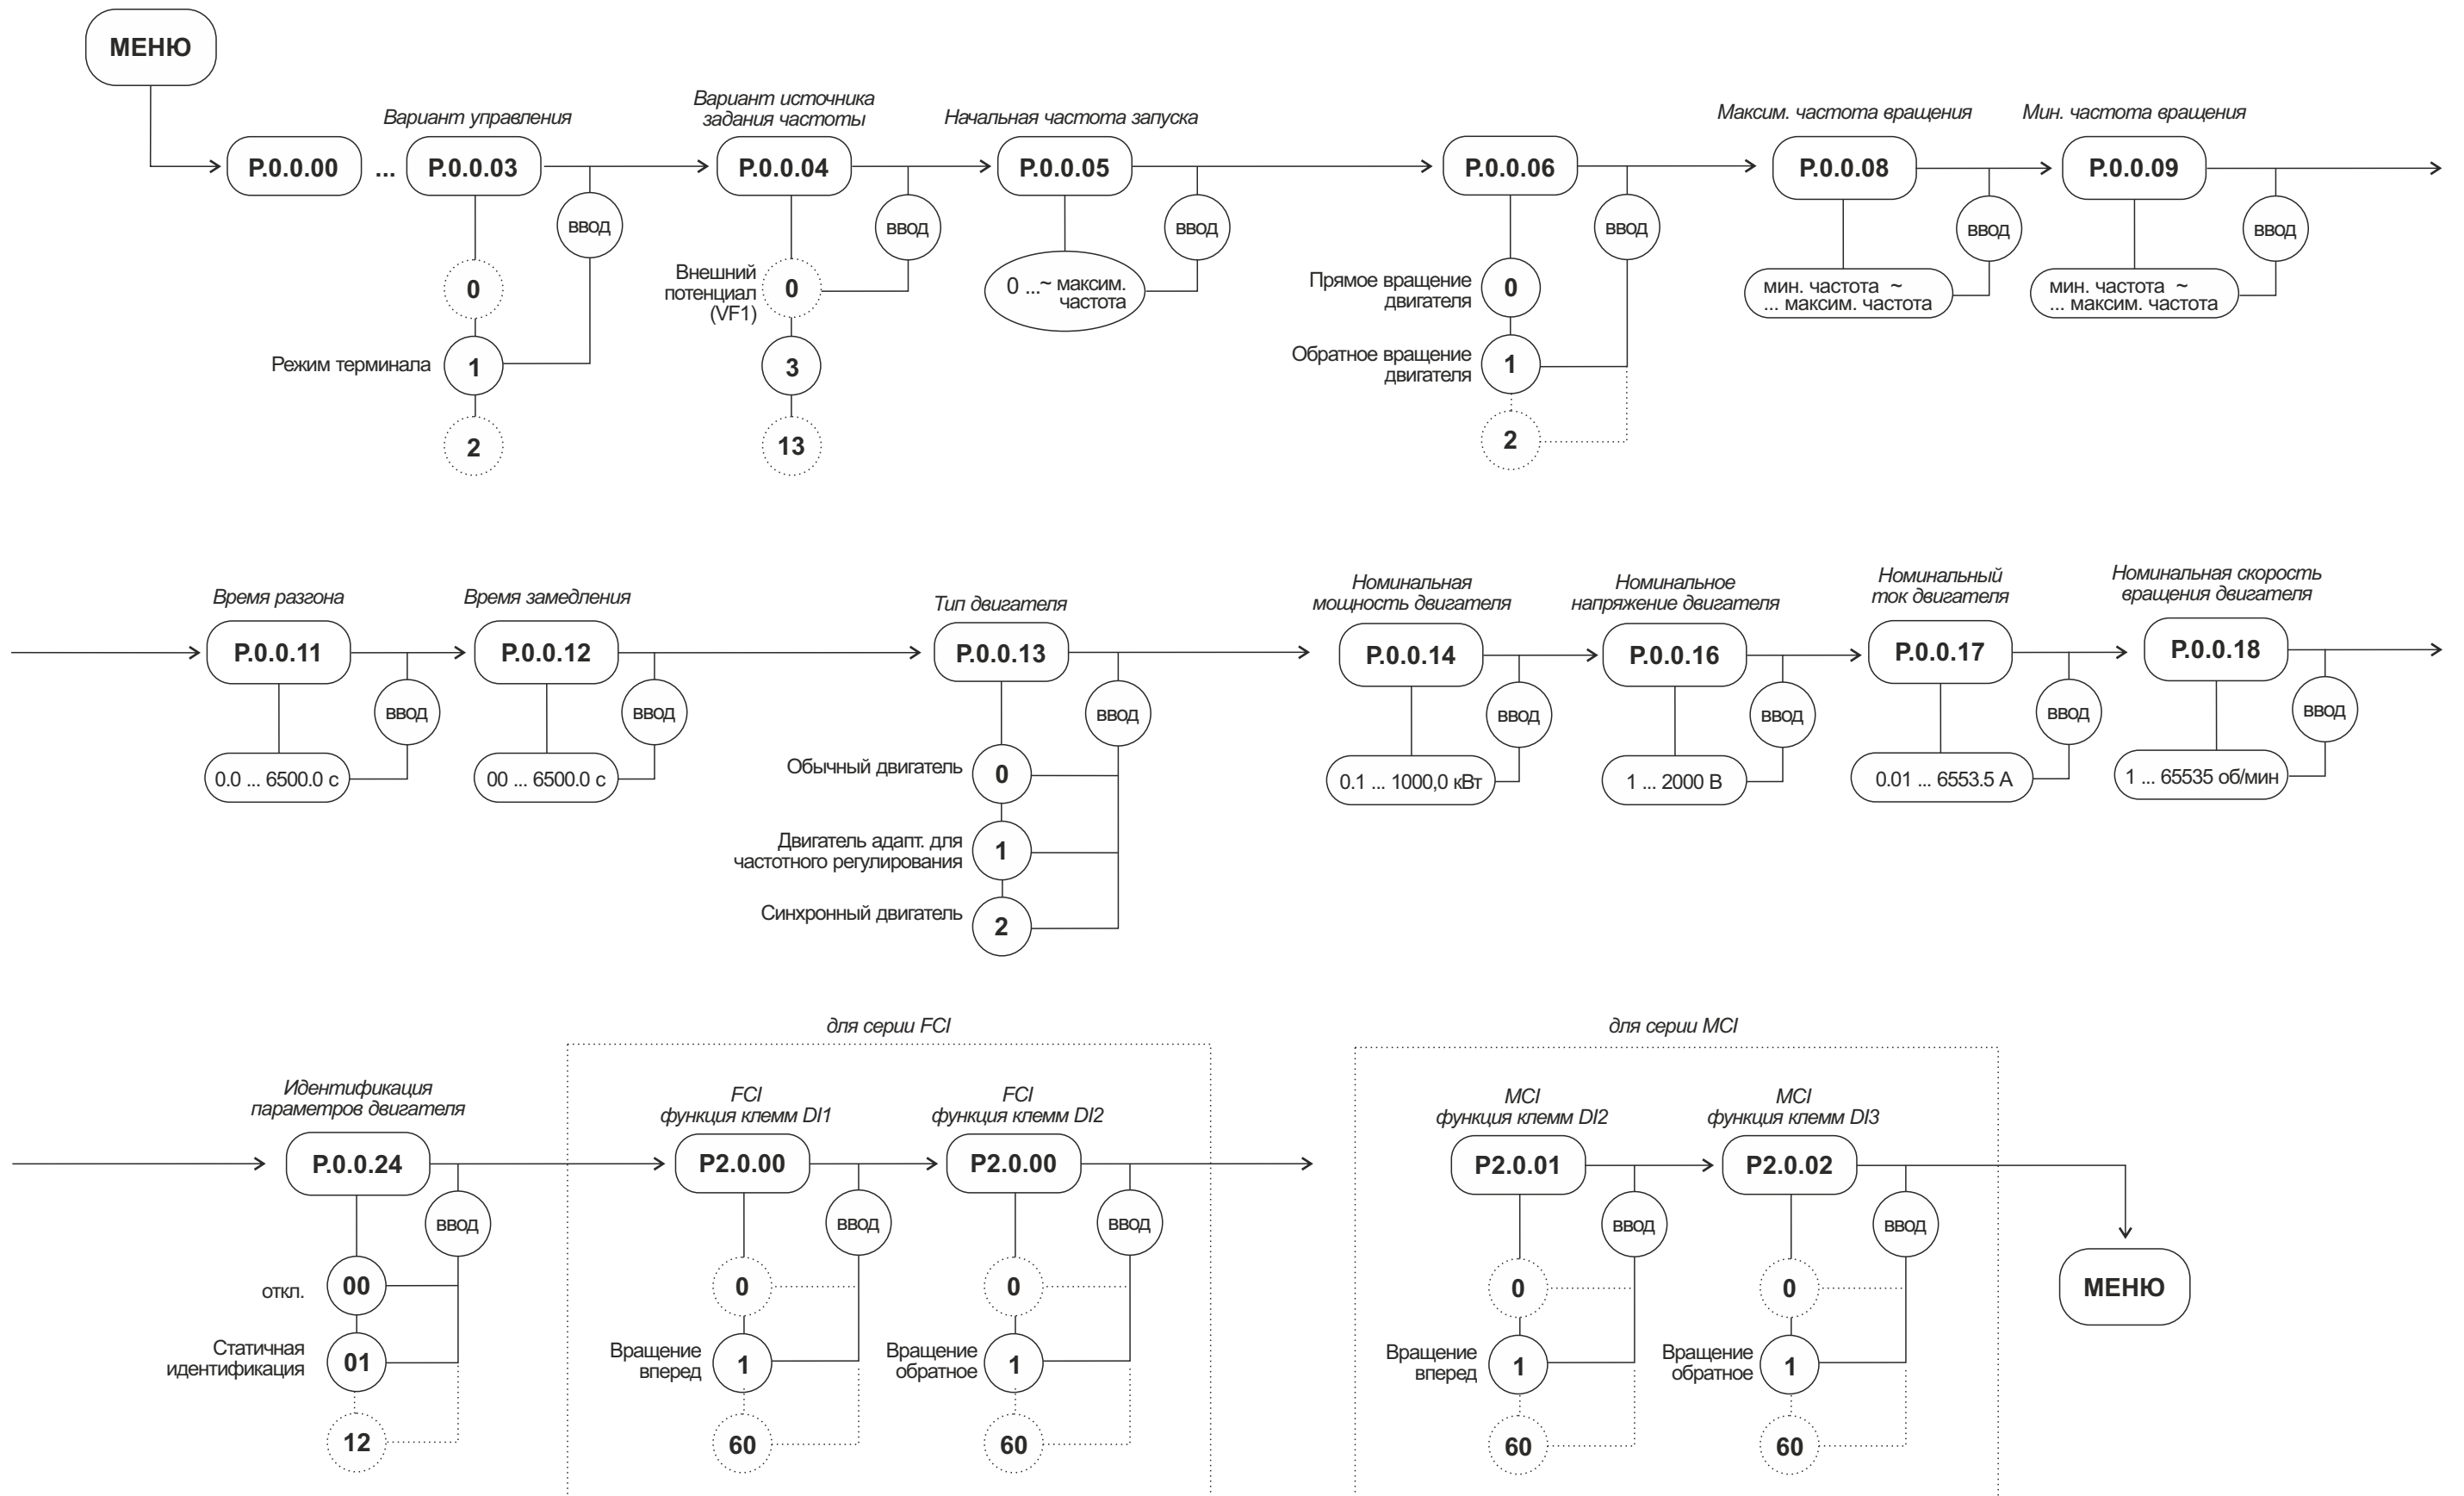 МЕНЮ
Вариант управления
Вариант источника
задания частоты
Начальная частота запуска
Максим. частота вращения
Мин. частота вращения
P.0.0.00 ... P.0.0.03
P.0.0.04
P.0.0.05
P.0.0.06
P.0.0.08
P.0.0.09
ввод
ввод
ввод
ввод
ввод
ввод
0
Режим терминала
1
2
Внешний
потенциал
(VF1)
0
3
13
0 ...~ максим.
частота
Прямое вращение
двигателя
0
Обратное вращение
двигателя
1
2
мин. частота ~
... максим. частота
мин. частота ~
... максим. частота
Время разгона
Время замедления
Тип двигателя
Номинальная
мощность двигателя
Номинальное
напряжение двигателя
Номинальный
ток двигателя
Номинальная скорость
вращения двигателя
P.0.0.11
P.0.0.12
P.0.0.13
P.0.0.14
P.0.0.16
P.0.0.17
P.0.0.18
ввод
ввод
ввод
ввод
ввод
ввод
ввод
0.0 ... 6500.0 с
00 ... 6500.0 с
Обычный двигатель
0
Двигатель адапт. для
частотного регулирования
1
Синхронный двигатель
2
0.1 ... 1000,0 кВт
1 ... 2000 В
0.01 ... 6553.5 А
1 ... 65535 об/мин
для серии FCI
для серии MCI
Идентификация
параметров двигателя
FCI
функция клемм DI1
FCI
функция клемм DI2
MCI
функция клемм DI2
MCI
функция клемм DI3
P.0.0.24
P2.0.00
P2.0.00
P2.0.01
P2.0.02
ввод
ввод
ввод
ввод
ввод
откл.
00
Статичная
идентификация
01
12
0
Вращение
вперед
1
60
0
Вращение
обратное
1
60
0
Вращение
вперед
1
60
0
Вращение
обратное
1
60
МЕНЮ